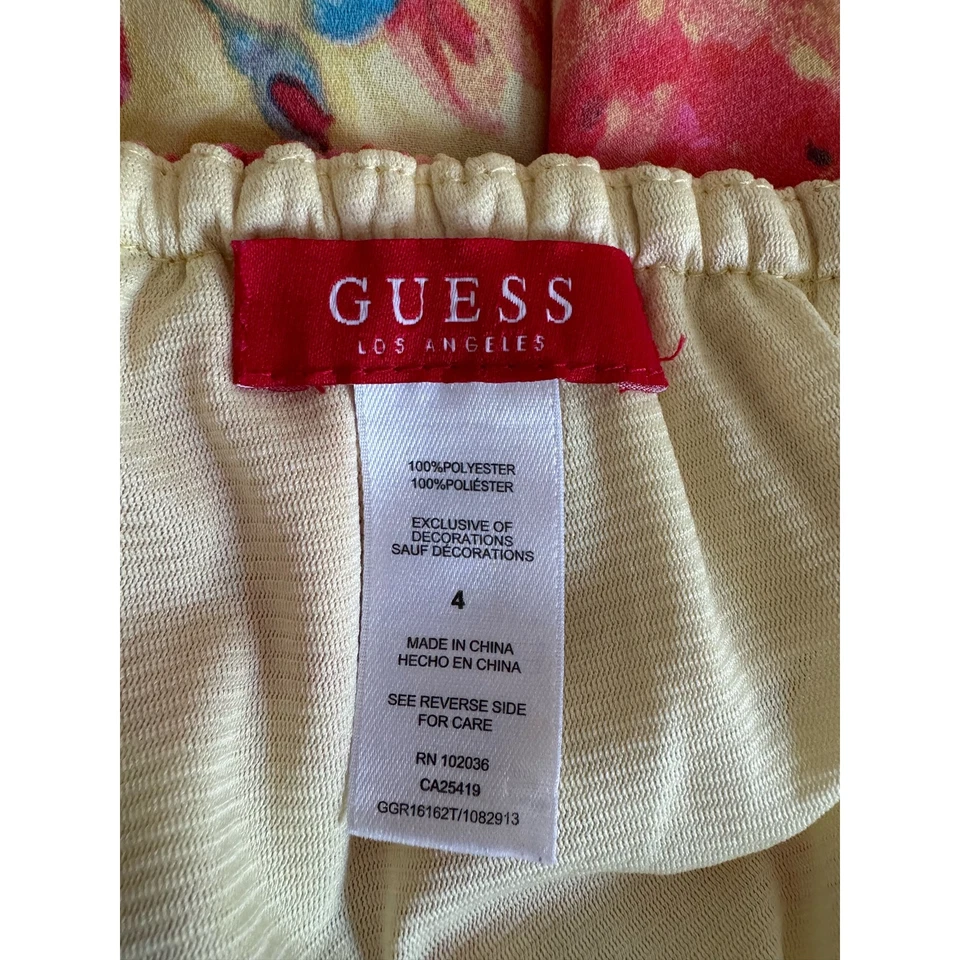 GUESS
LOS ANGELES
100%POLYESTER
100%POLIÉSTER
EXCLUSIVE OF
DECORATIONS
SAUF DÉCORATIONS
4
MADE IN CHINA
HECHO EN CHINA
SEE REVERSE SIDE
FOR CARE
RN 102036
CA25419
GGR16162T/1082913